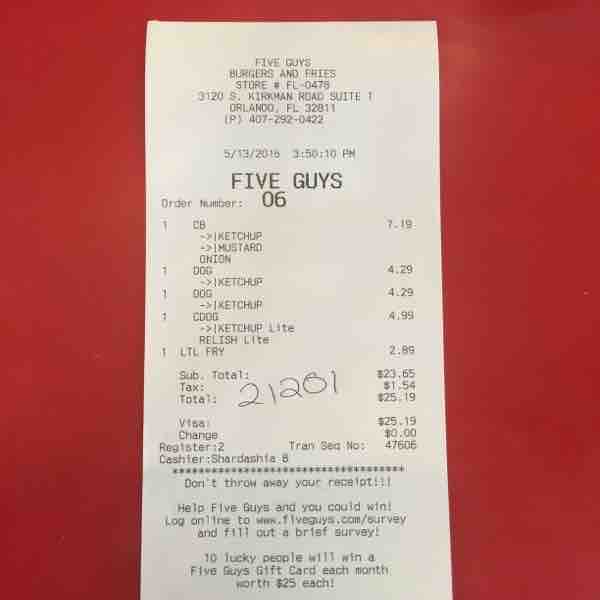 FIVE GUYS
BURGERS AND FRIES
STORE # FL-0478
3120 S. KIRKMAN ROAD SUITE 1
ORLANDO, FL 32811
(P) 407-292-0422
5/13/2016 3:50:10 PM
FIVE GUYS
Order Number: 06
1 CB 7.19
->|KETCHUP
->|MUSTARD
ONION
1 DOG 4.29
->|KETCHUP
1 DOG 4.29
->|KETCHUP
1 CDOG 4.99
->|KETCHUP Lite
RELISH Lite
1 LTL FRY 2.89
Sub. Total: $23.65
Tax: $1.54
Total: $25.19
21201
Visa: $25.19
Change $0.00
Register:2 Tran Seq No: 47606
Cashier:Shardashia B
****************************************
Don't throw away your receipt!!!
Help Five Guys and you could win!
Log online to www.fiveguys.com/survey
and fill out a brief survey!
10 lucky people will win a
Five Guys Gift Card each month
worth $25 each!